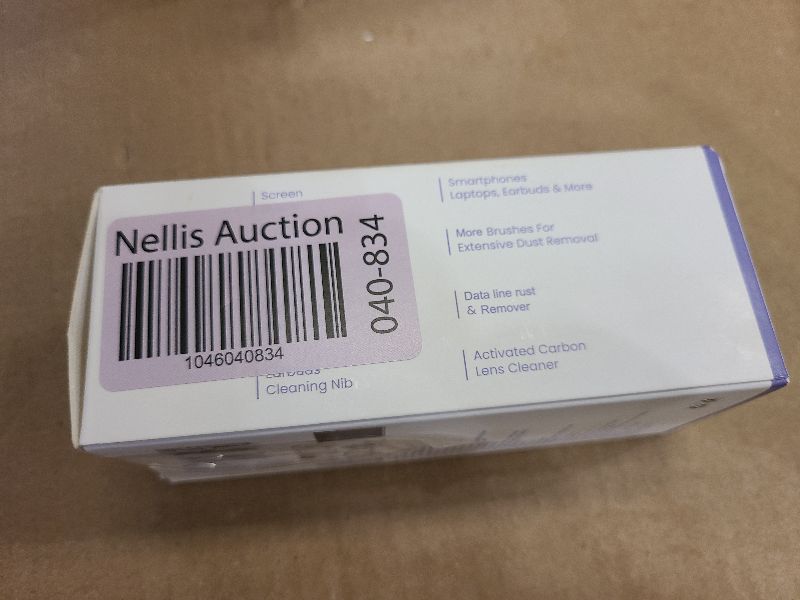 Screen
Nellis Auction
1046040834
040-834
Earbuds
Cleaning Nib
Smartphones
Laptops, Earbuds & More
More Brushes For
Extensive Dust Removal
Data line rust
& Remover
Activated Carbon
Lens Cleaner